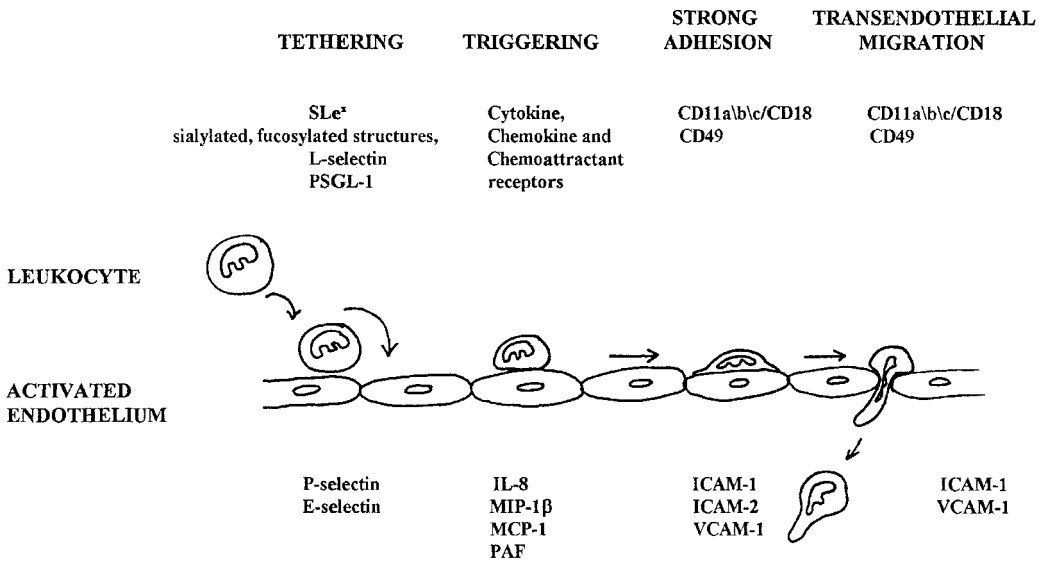 TETHERING
TRIGGERING
STRONG
ADHESION
TRANSENDOTHELIAL
MIGRATION
SLeˣ
sialylated, fucosylated structures,
L-selectin
PSGL-1
Cytokine,
Chemokine and
Chemoattractant
receptors
CD11a\b\c/CD18
CD49
CD11a\b\c/CD18
CD49
LEUKOCYTE
ACTIVATED
ENDOTHELIUM
P-selectin
E-selectin
IL-8
MIP-1β
MCP-1
PAF
ICAM-1
ICAM-2
VCAM-1
ICAM-1
VCAM-1